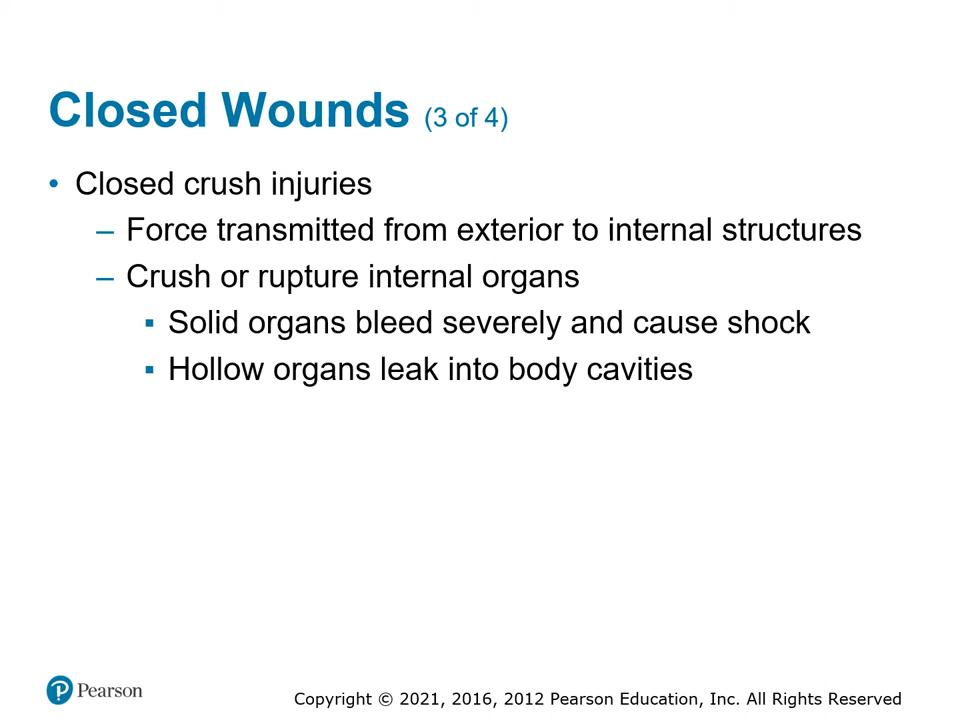 Closed Wounds (3 of 4)
• Closed crush injuries
– Force transmitted from exterior to internal structures
– Crush or rupture internal organs
▪ Solid organs bleed severely and cause shock
▪ Hollow organs leak into body cavities
Pearson
Copyright © 2021, 2016, 2012 Pearson Education, Inc. All Rights Reserved